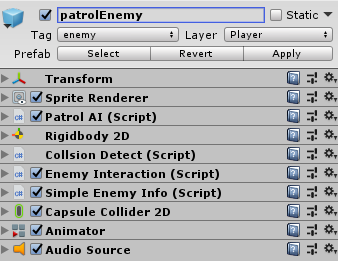 patrolEnemy Static
Tag enemy Layer Player
Prefab Select Revert Apply
Transform
Sprite Renderer
C# Patrol AI (Script)
Rigidbody 2D
C# Collsion Detect (Script)
C# Enemy Interaction (Script)
C# Simple Enemy Info (Script)
Capsule Collider 2D
Animator
Audio Source